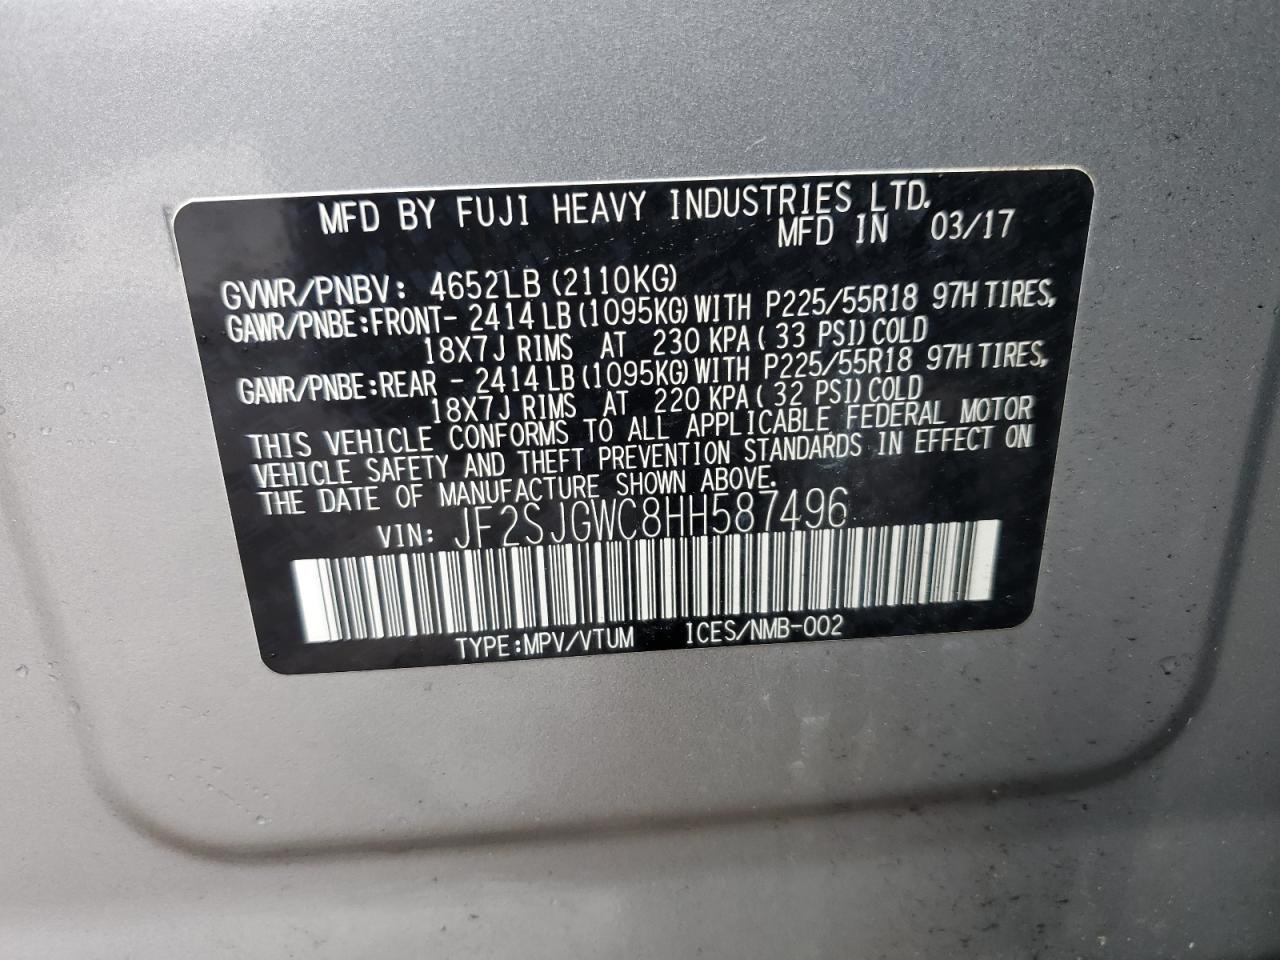 MFD BY FUJI HEAVY INDUSTRIES LTD.
MFD IN 03/17
GVWR/PNBV: 4652LB (2110KG)
GAWR/PNBE:FRONT- 2414LB (1095KG) WITH P225/55R18 97H TIRES,
18X7J RIMS AT 230 KPA ( 33 PSI) COLD
GAWR/PNBE:REAR - 2414LB (1095KG) WITH P225/55R18 97H TIRES,
18X7J RIMS AT 220 KPA ( 32 PSI) COLD
THIS VEHICLE CONFORMS TO ALL APPLICABLE FEDERAL MOTOR
VEHICLE SAFETY AND THEFT PREVENTION STANDARDS IN EFFECT ON
THE DATE OF MANUFACTURE SHOWN ABOVE.
VIN: JF2SJGWC8HH587496
TYPE:MPV/VTUM ICES/NMB-002